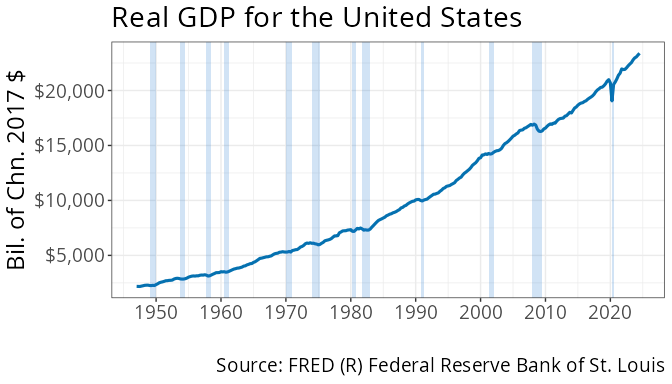 Real GDP for the United States
Bil. of Chn. 2017 $
$20,000
$15,000
$10,000
$5,000
1950 1960 1970 1980 1990 2000 2010 2020
Source: FRED (R) Federal Reserve Bank of St. Louis